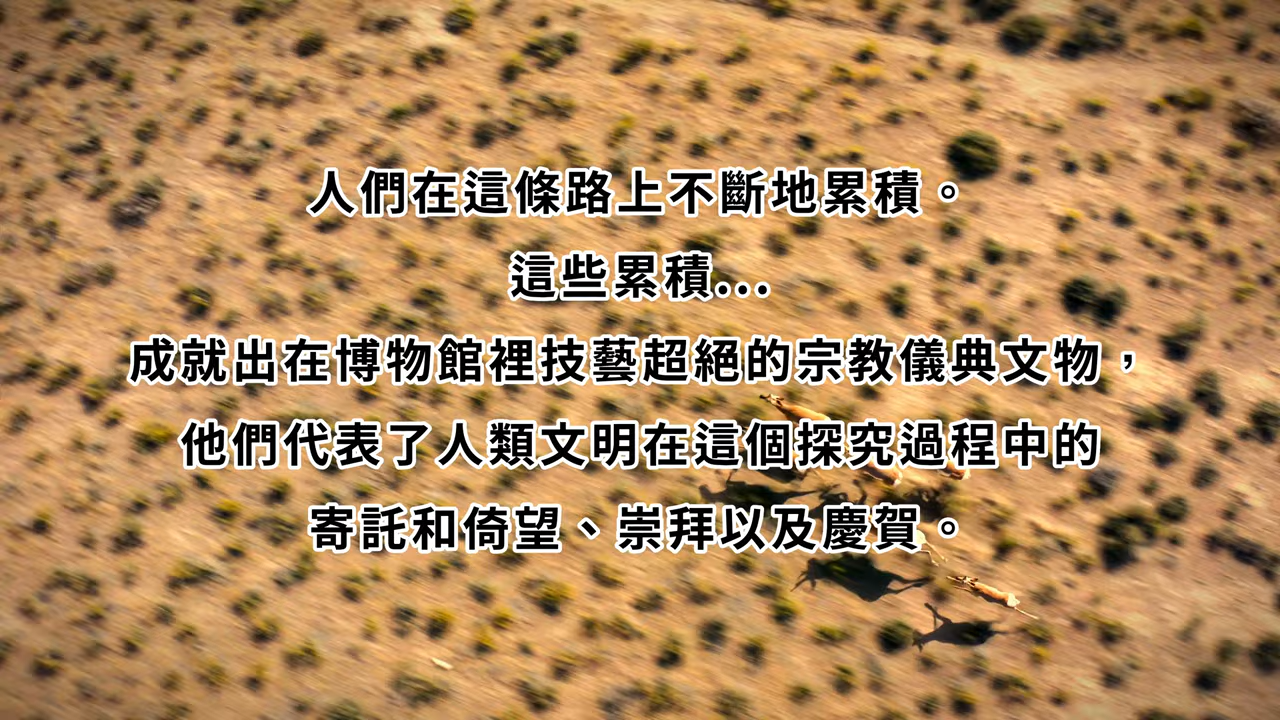 人們在這條路上不斷地累積。
這些累積...
成就出在博物館裡技藝超絕的宗教儀典文物，
他們代表了人類文明在這個探究過程中的
寄託和倚望、崇拜以及慶賀。